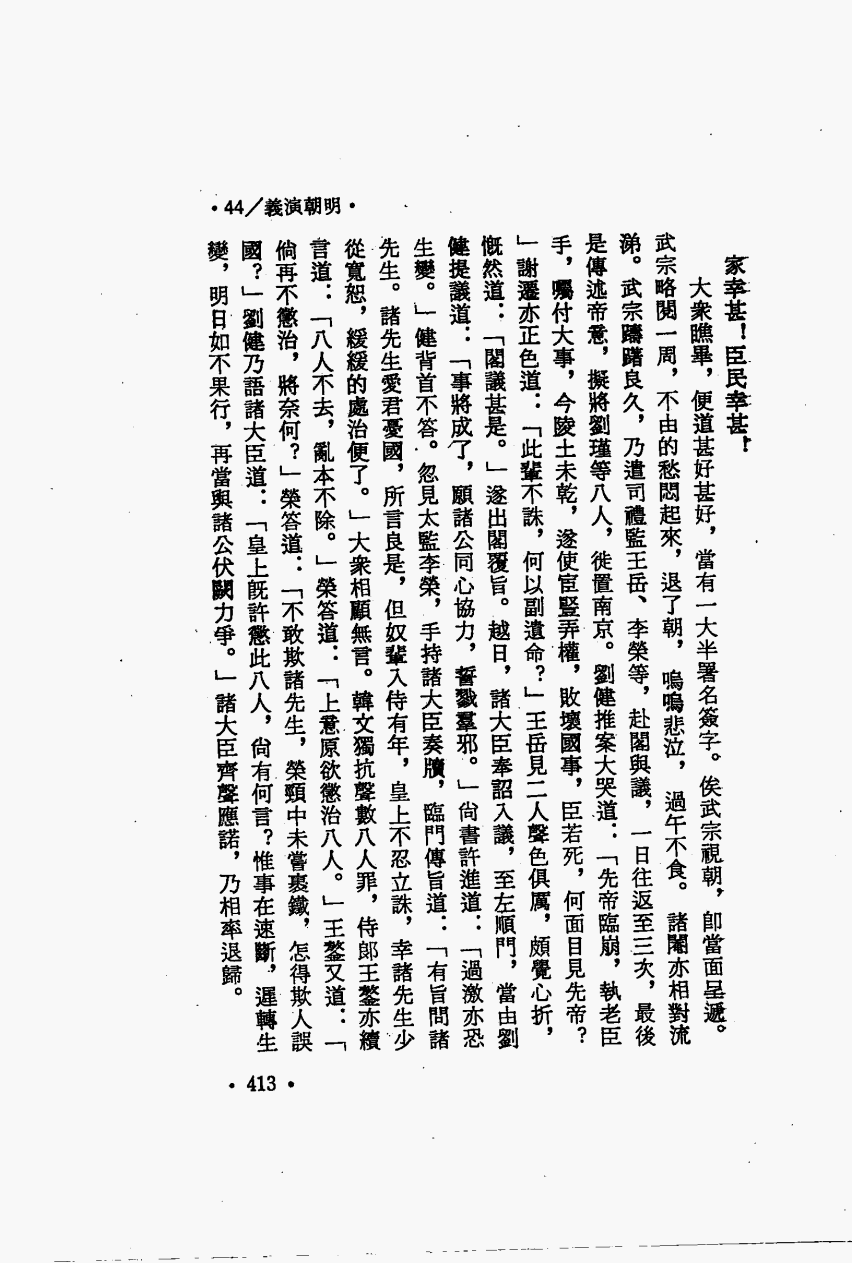 •44／義演朝明•
家幸甚！臣民幸甚！
大衆瞧畢，便道甚好甚好，當有一大半署名簽字。俟武宗視朝，卽當面呈遞。
武宗略閱一周，不由的愁悶起來，退了朝，嗚嗚悲泣，過午不食。諸閹亦相對流
涕。武宗躊躇良久，乃遣司禮監王岳、李榮等，赴閣與議，一日往返至三次，最後
是傳述帝意，擬將劉瑾等八人，徙置南京。劉健推案大哭道：「先帝臨崩，執老臣
手，囑付大事，今陵土未乾，遂使宦豎弄權，敗壞國事，臣若死，何面目見先帝？
」謝遷亦正色道：「此輩不誅，何以副遺命？」王岳見二人聲色俱厲，頗覺心折，
慨然道：「閣議甚是。」遂出閣覆旨。越日，諸大臣奉詔入議，至左順門，當由劉
健提議道：「事將成了，願諸公同心協力，誓戮羣邪。」尙書許進道：「過激亦恐
生變。」健背首不答。忽見太監李榮，手持諸大臣奏牘，臨門傳旨道：「有旨問諸
先生。諸先生愛君憂國，所言良是，但奴輩入侍有年，皇上不忍立誅，幸諸先生少
從寬恕，緩緩的處治便了。」大衆相顧無言。韓文獨抗聲數八人罪，侍郞王鏊亦續
言道：「八人不去，亂本不除。」榮答道：「上意原欲懲治八人。」王鏊又道：「
倘再不懲治，將奈何？」榮答道：「不敢欺諸先生，榮頸中未嘗裹鐵，怎得欺人誤
國？」劉健乃語諸大臣道：「皇上旣許懲此八人，尙有何言？惟事在速斷，遲轉生
變，明日如不果行，再當與諸公伏闕力爭。」諸大臣齊聲應諾，乃相率退歸。
•413•